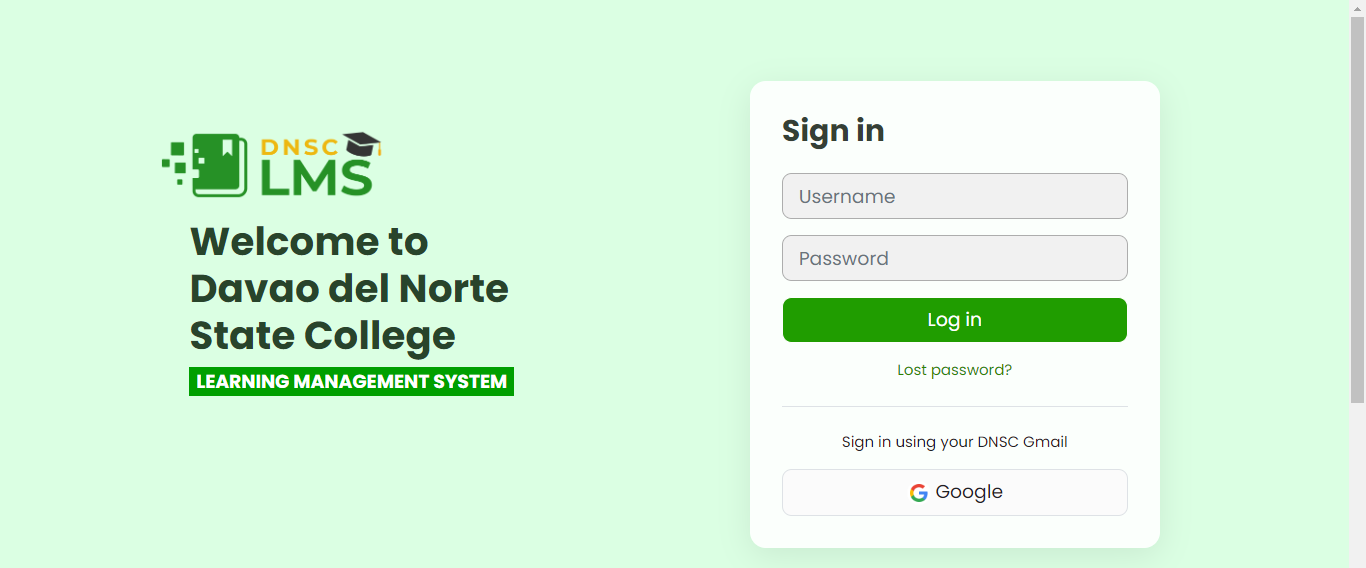 DNSC
LMS
Welcome to
Davao del Norte
State College
LEARNING MANAGEMENT SYSTEM
Sign in
Username
Password
Log in
Lost password?
Sign in using your DNSC Gmail
Google